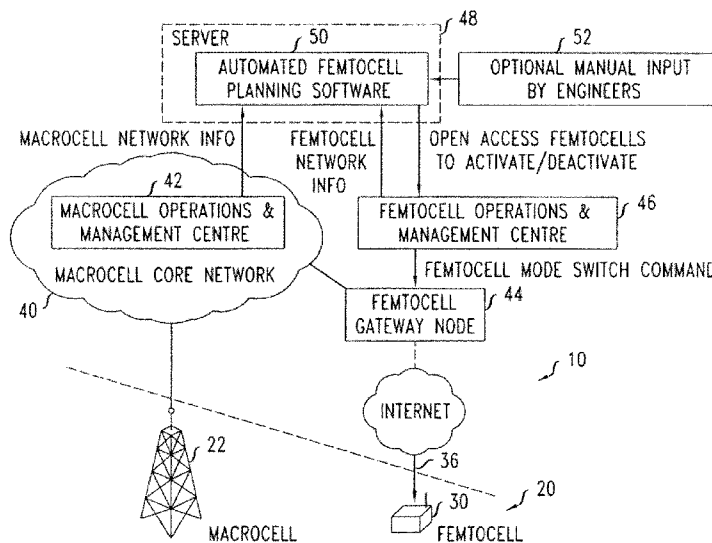 48
SERVER
50
52
AUTOMATED FEMTOCELL
PLANNING SOFTWARE
OPTIONAL MANUAL INPUT
BY ENGINEERS
MACROCELL NETWORK INFO
FEMTOCELL
NETWORK
INFO
OPEN ACCESS FEMTOCELLS
TO ACTIVATE/DEACTIVATE
42
MACROCELL OPERATIONS &
MANAGEMENT CENTRE
FEMTOCELL OPERATIONS &
MANAGEMENT CENTRE
46
MACROCELL CORE NETWORK
FEMTOCELL MODE SWITCH COMMAND
40
FEMTOCELL
GATEWAY NODE
44
10
INTERNET
22
36
30
20
MACROCELL
FEMTOCELL